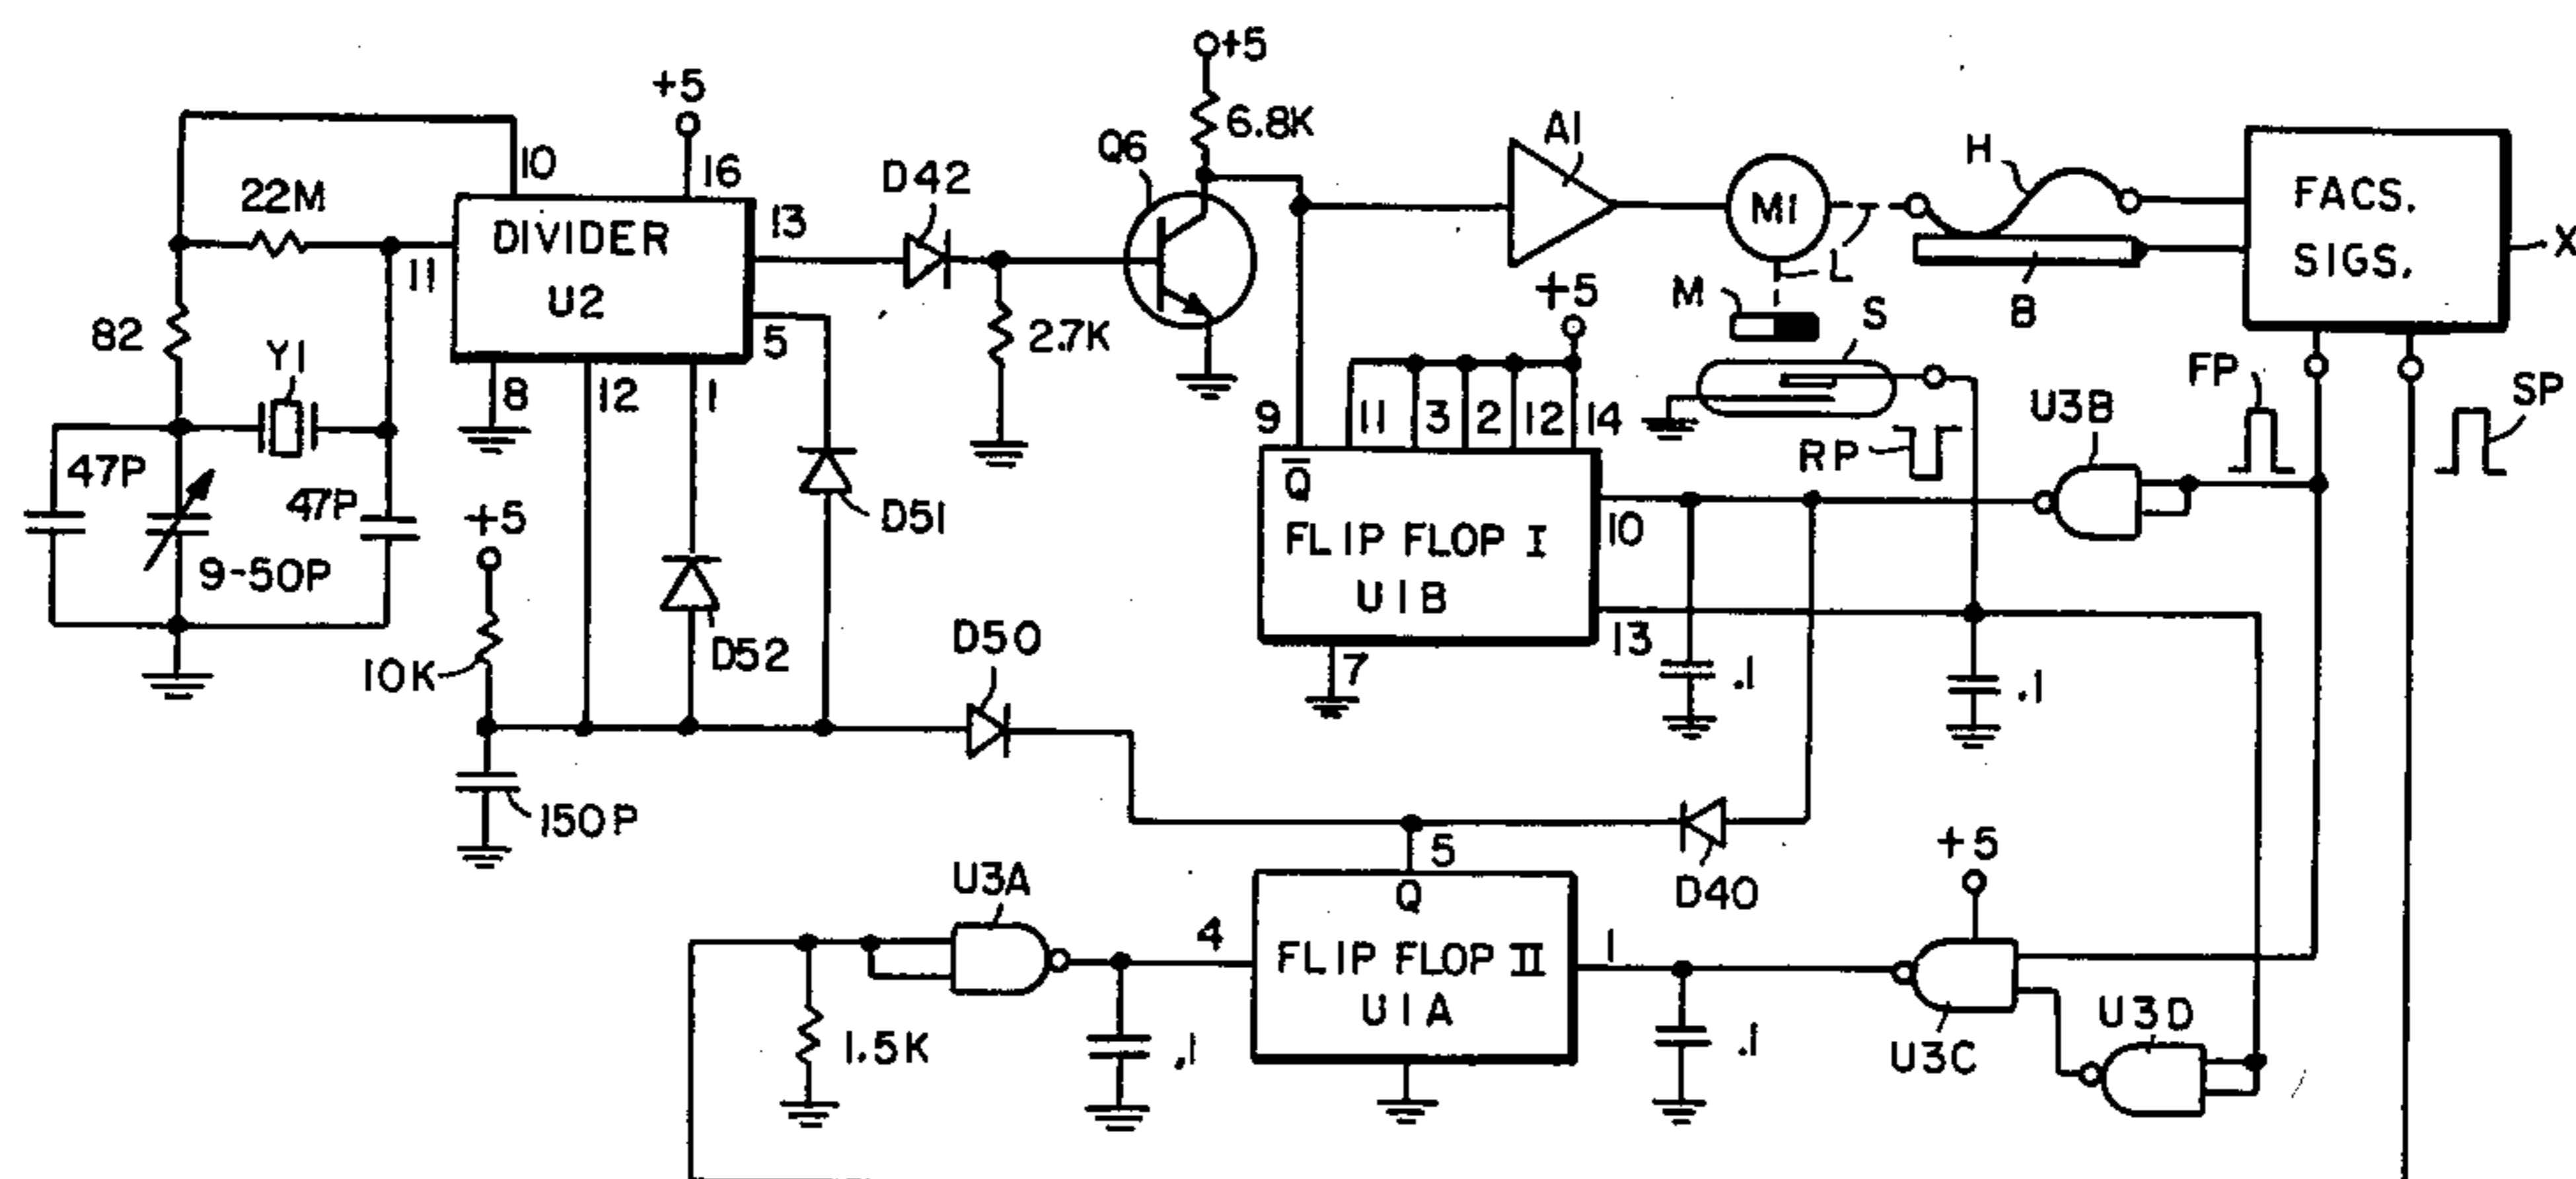 +5
+5
10
16
22M
D42
Q6
6.8K
A1
H
FACS.
SIGS.
X
DIVIDER
U2
13
11
5
M1
L
B
82
Y1
8
12
1
2.7K
+5
M
S
FP
SP
9
11
3
2
12
14
U3B
RP
47P
47P
9-50P
+5
D51
Q̅
FLIP FLOP I
U1B
10
13
7
.1
.1
10K
D52
D50
150P
5
D40
+5
U3A
4
Q
FLIP FLOP II
U1A
1
U3C
U3D
1.5K
.1
.1